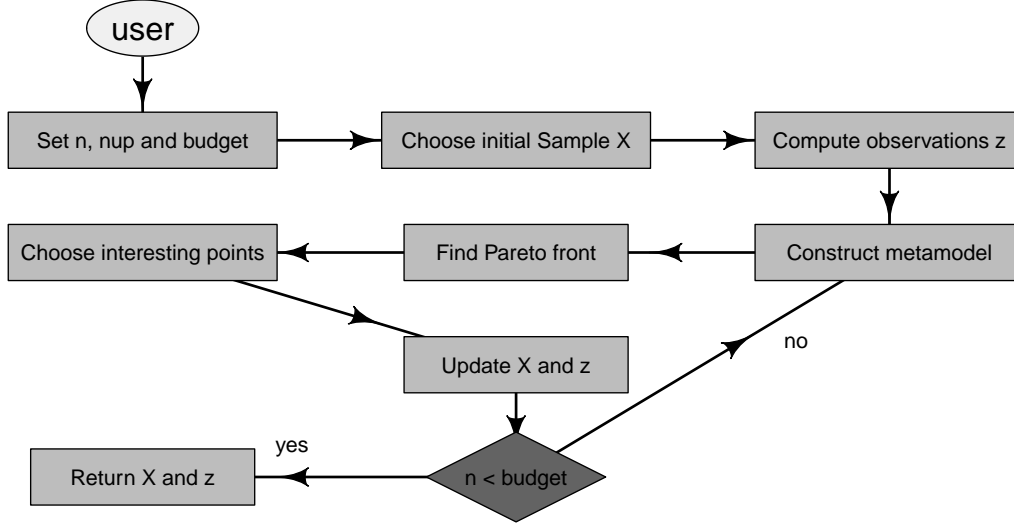 user
Set n, nup and budget
Choose initial Sample X
Compute observations z
Construct metamodel
Find Pareto front
Choose interesting points
Update X and z
n < budget
no
yes
Return X and z